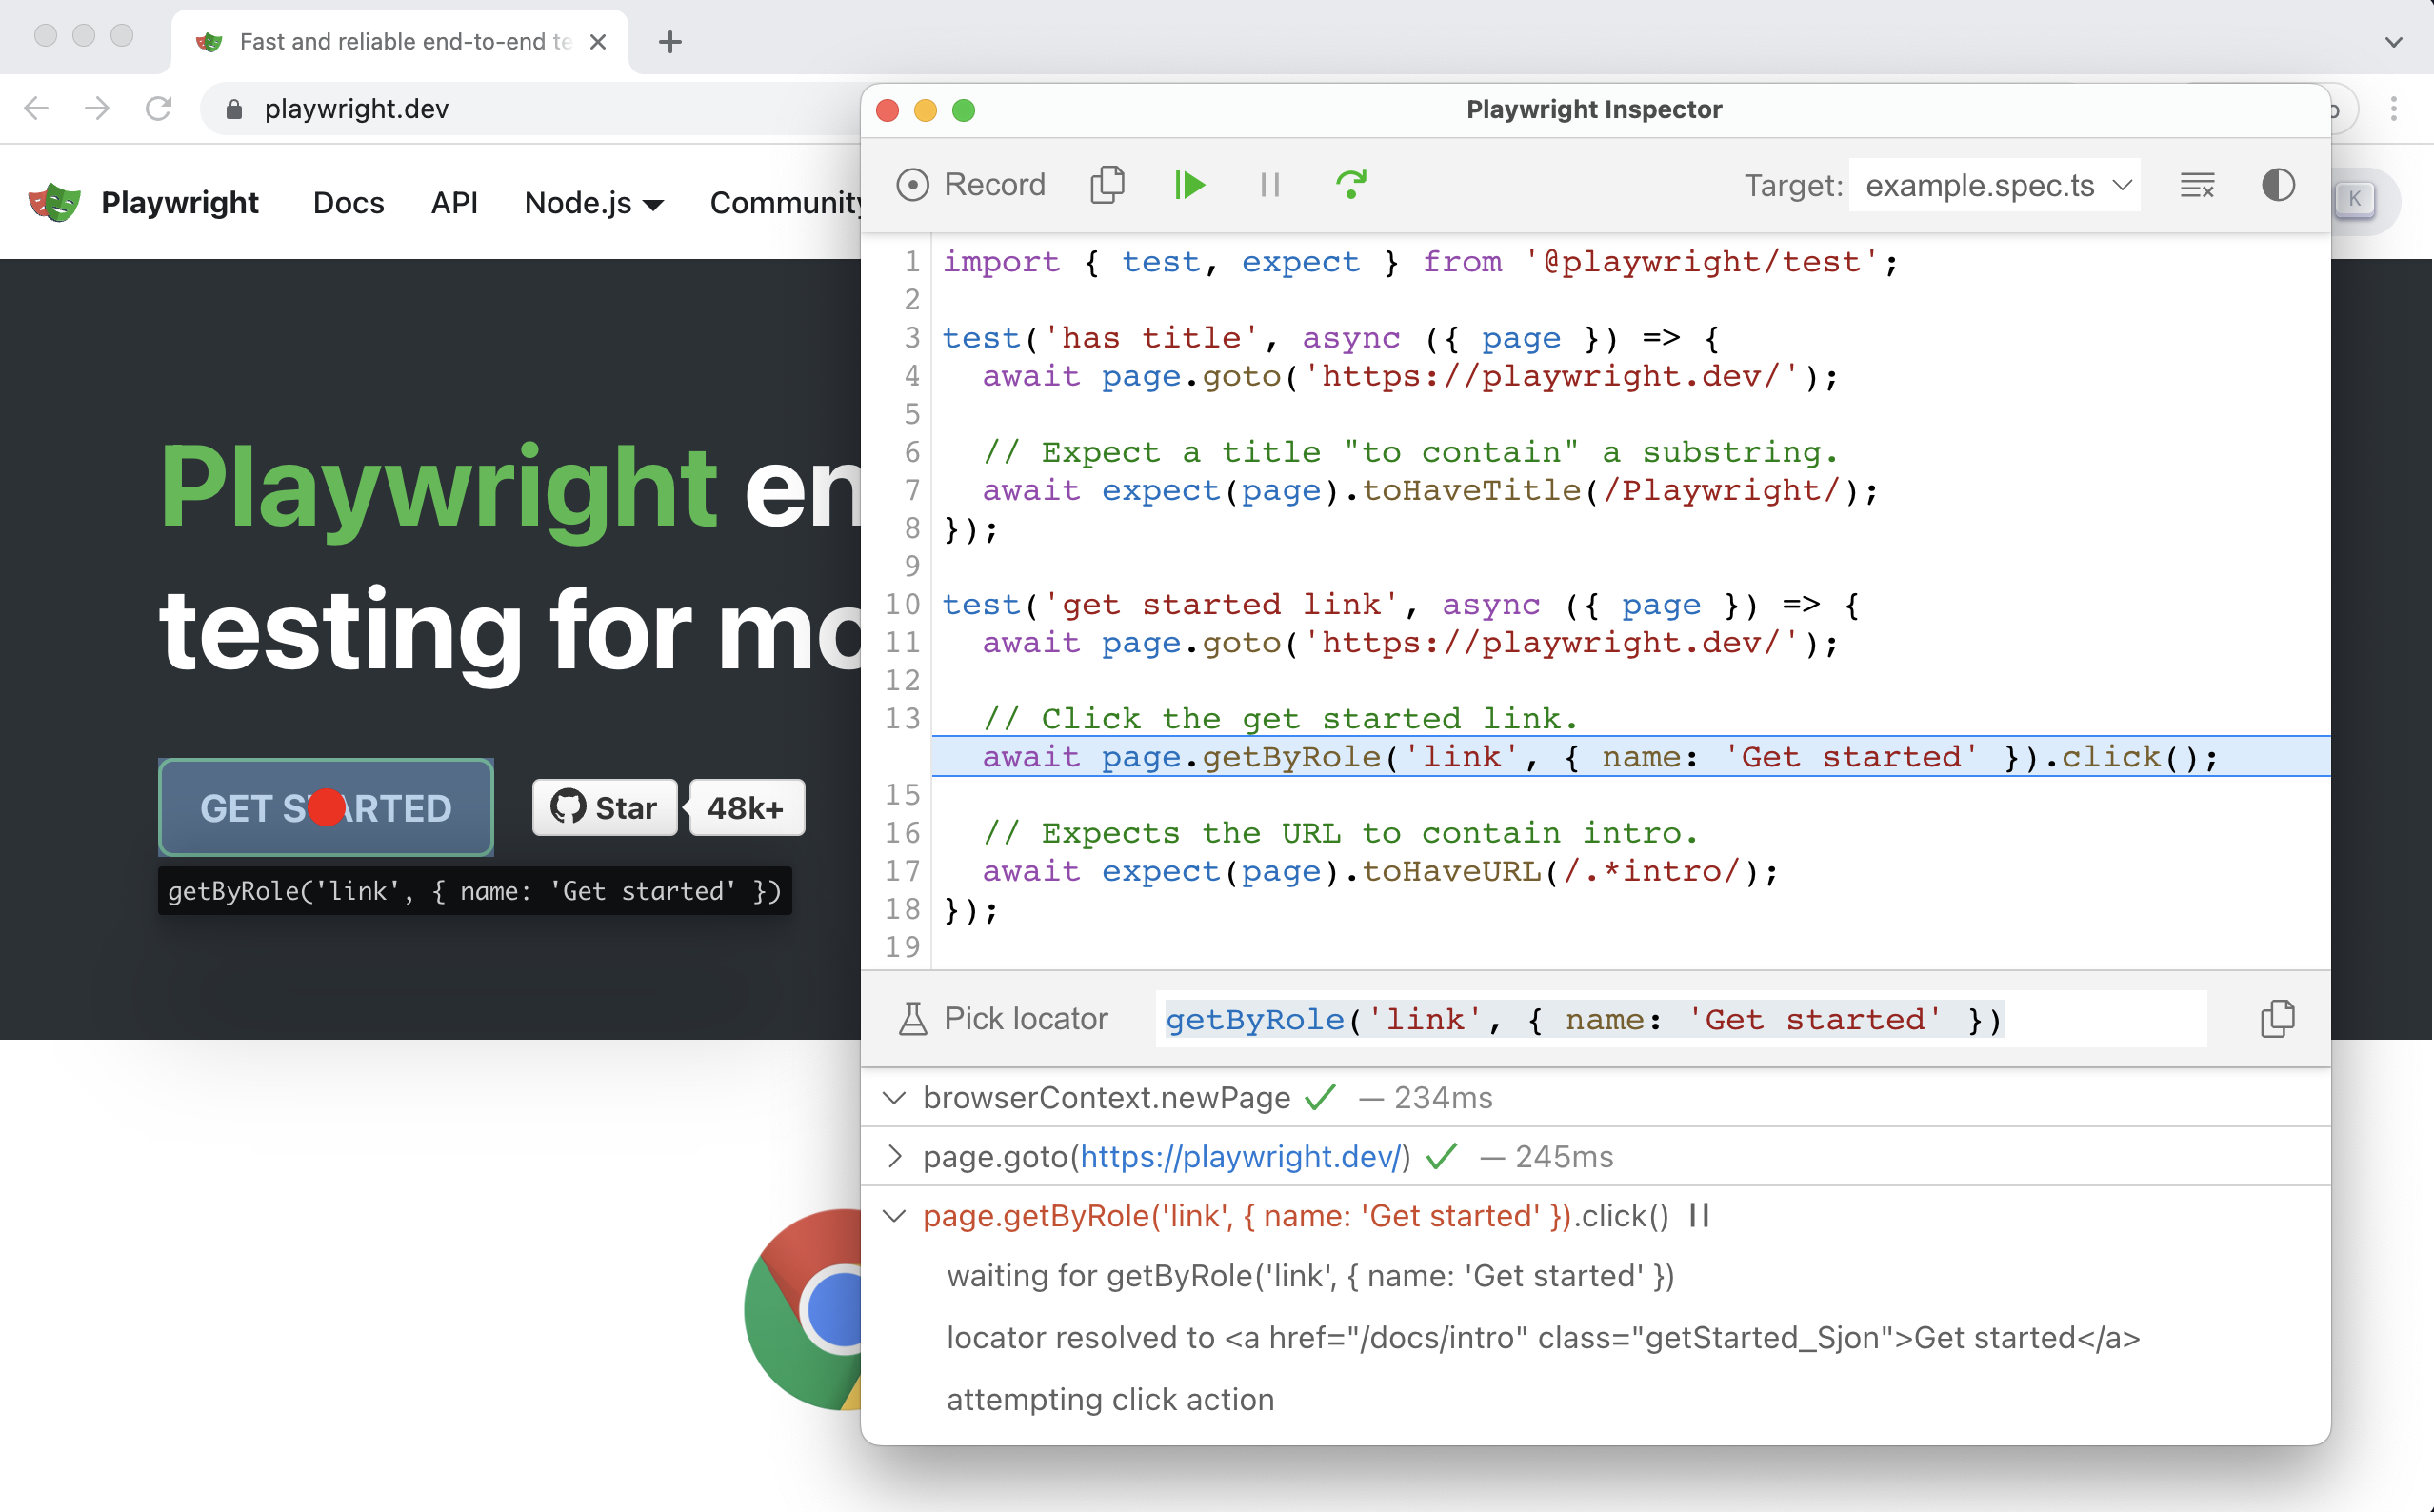 Fast and reliable end-to-end te
playwright.dev
Playwright Docs API Node.js Community
K
Playwright en
testing for mo
GET STARTED
Star 48k+
getByRole('link', { name: 'Get started' })
Playwright Inspector
Record
Target: example.spec.ts
1 import { test, expect } from '@playwright/test';
2
3 test('has title', async ({ page }) => {
4 await page.goto('https://playwright.dev/');
5
6 // Expect a title "to contain" a substring.
7 await expect(page).toHaveTitle(/Playwright/);
8 });
9
10 test('get started link', async ({ page }) => {
11 await page.goto('https://playwright.dev/');
12
13 // Click the get started link.
await page.getByRole('link', { name: 'Get started' }).click();
15
16 // Expects the URL to contain intro.
17 await expect(page).toHaveURL(/.*intro/);
18 });
19
Pick locator getByRole('link', { name: 'Get started' })
browserContext.newPage ✓ — 234ms
page.goto(https://playwright.dev/) ✓ — 245ms
page.getByRole('link', { name: 'Get started' }).click()
waiting for getByRole('link', { name: 'Get started' })
locator resolved to <a href="/docs/intro" class="getStarted_Sjon">Get started</a>
attempting click action